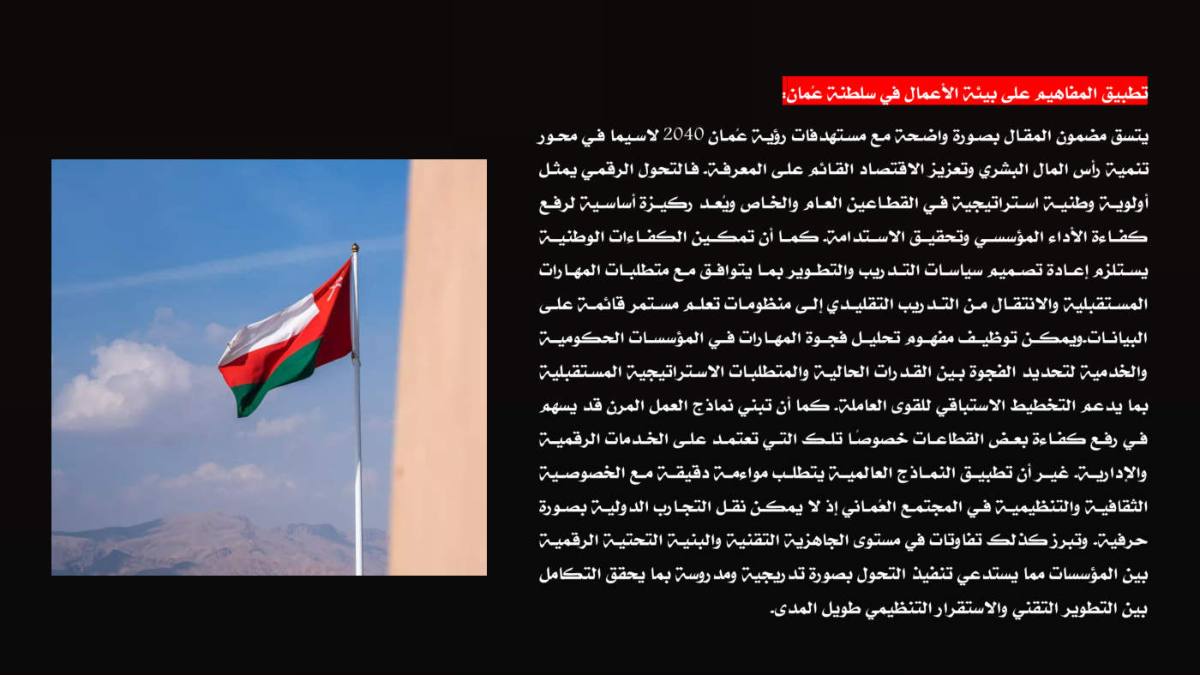 تطبيق المفاهيم على بيئة الأعمال في سلطنة عُمان:
يتسق مضمون المقال بصورة واضحة مع مستهدفات رؤية عُمان 2040 لاسيما في محور
تنمية رأس المال البشري وتعزيز الاقتصاد القائم على المعرفة. فالتحول الرقمي يمثل
أولوية وطنية استراتيجية في القطاعين العام والخاص ويُعد ركيزة أساسية لرفع
كفاءة الأداء المؤسسي وتحقيق الاستدامة. كما أن تمكين الكفاءات الوطنية
يستلزم إعادة تصميم سياسات التدريب والتطوير بما يتوافق مع متطلبات المهارات
المستقبلية والانتقال من التدريب التقليدي إلى منظومات تعلم مستمر قائمة على
البيانات.ويمكن توظيف مفهوم تحليل فجوة المهارات في المؤسسات الحكومية
والخدمية لتحديد الفجوة بين القدرات الحالية والمتطلبات الاستراتيجية المستقبلية
بما يدعم التخطيط الاستباقي للقوى العاملة. كما أن تبني نماذج العمل المرن قد يسهم
في رفع كفاءة بعض القطاعات خصوصًا تلك التي تعتمد على الخدمات الرقمية
والإدارية. غير أن تطبيق النماذج العالمية يتطلب مواءمة دقيقة مع الخصوصية
الثقافية والتنظيمية في المجتمع العُماني إذ لا يمكن نقل التجارب الدولية بصورة
حرفية. وتبرز كذلك تفاوتات في مستوى الجاهزية التقنية والبنية التحتية الرقمية
بين المؤسسات مما يستدعي تنفيذ التحول بصورة تدريجية ومدروسة بما يحقق التكامل
بين التطوير التقني والاستقرار التنظيمي طويل المدى.